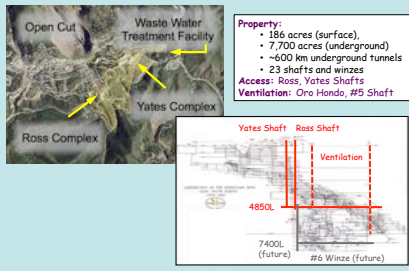 Open Cut
Waste Water
Treatment Facility
Yates Complex
Ross Complex
Property:
• 186 acres (surface),
• 7,700 acres (underground)
• ~600 km underground tunnels
• 23 shafts and winzes
Access: Ross, Yates Shafts
Ventilation: Oro Hondo, #5 Shaft
Yates Shaft
Ross Shaft
Ventilation
4850L
7400L
(future)
#6 Winze (future)